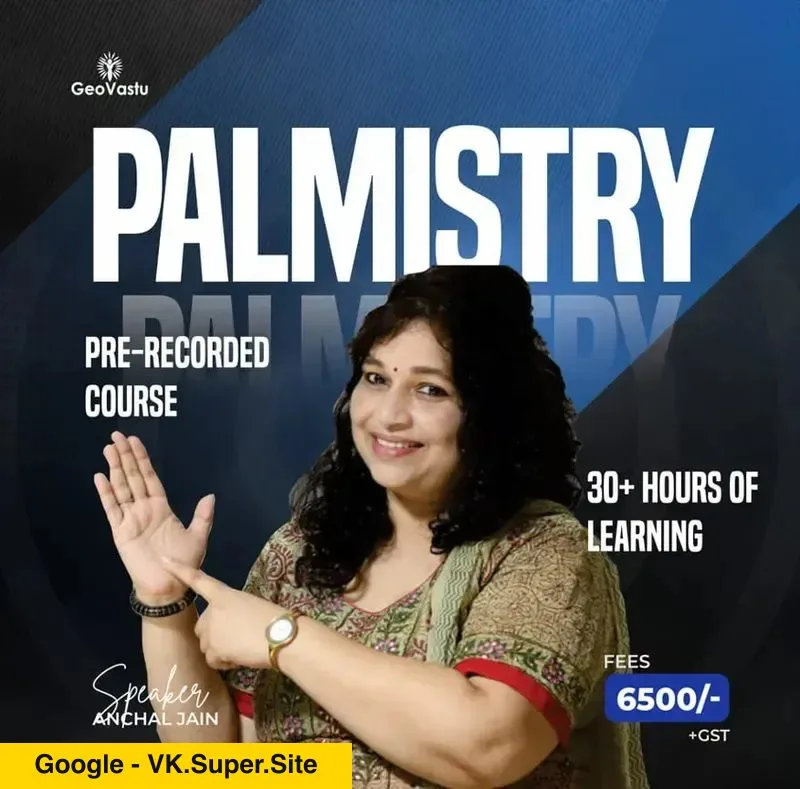 GeoVastu
PALMISTRY
PALMISTRY
PRE-RECORDED
COURSE
30+ HOURS OF
LEARNING
Speaker
ANCHAL JAIN
FEES
6500/-
+GST
Google - VK.Super.Site